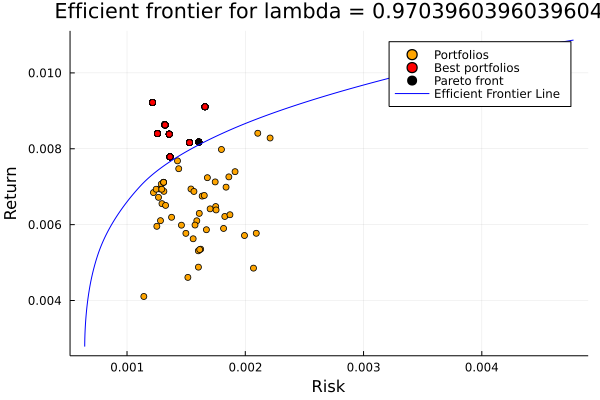 Efficient frontier for lambda = 0.9703960396039604
0.010
0.008
0.006
0.004
Return
Portfolios
Best portfolios
Pareto front
Efficient Frontier Line
0.001
0.002
0.003
0.004
Risk